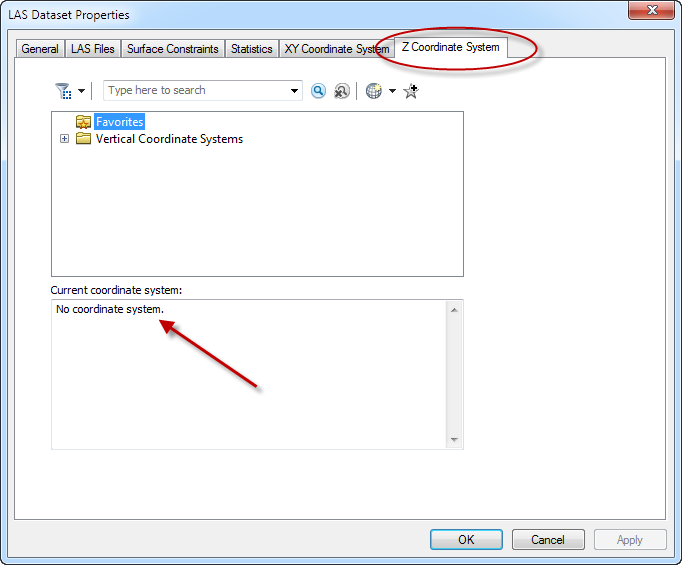 LAS Dataset Properties
General LAS Files Surface Constraints Statistics XY Coordinate System Z Coordinate System
Type here to search
Favorites
Vertical Coordinate Systems
Current coordinate system:
No coordinate system.
OK Cancel Apply